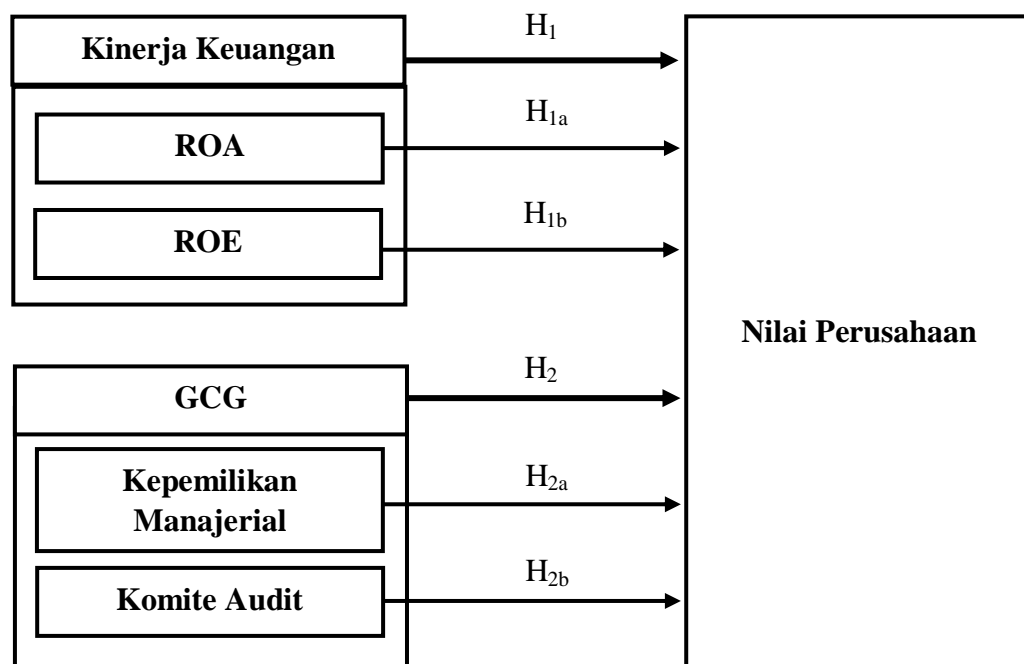 Kinerja Keuangan
H₁
ROA
H₁ₐ
ROE
H₁b
Nilai Perusahaan
GCG
H₂
Kepemilikan
Manajerial
H₂ₐ
Komite Audit
H₂b